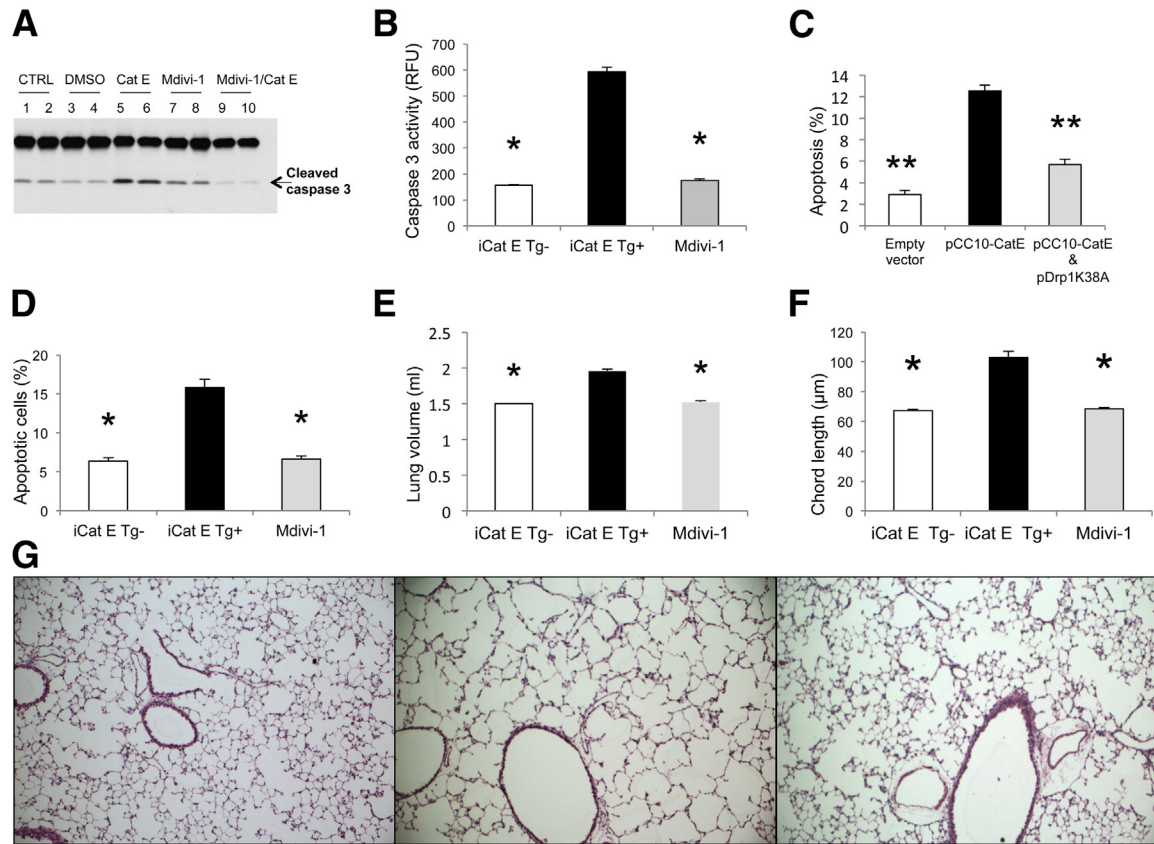 A
CTRL DMSO Cat E Mdivi-1 Mdivi-1/Cat E
1 2 3 4 5 6 7 8 9 10
Cleaved
caspase 3
B
Caspase 3 activity (RFU)
700
600
500
400
300
200
100
0
* *
iCat E Tg- iCat E Tg+ Mdivi-1
C
Apoptosis (%)
14
12
10
8
6
4
2
0
** **
Empty
vector
pCC10-CatE
pCC10-CatE
&
pDrp1K38A
D
Apoptotic cells (%)
20
15
10
5
0
* *
iCat E Tg- iCat E Tg+ Mdivi-1
E
Lung volume (ml)
2.5
2
1.5
1
0.5
0
* *
iCat E Tg- iCat E Tg+ Mdivi-1
F
Chord length (μm)
120
100
80
60
40
20
0
* *
iCat E Tg- iCat E Tg+ Mdivi-1
G